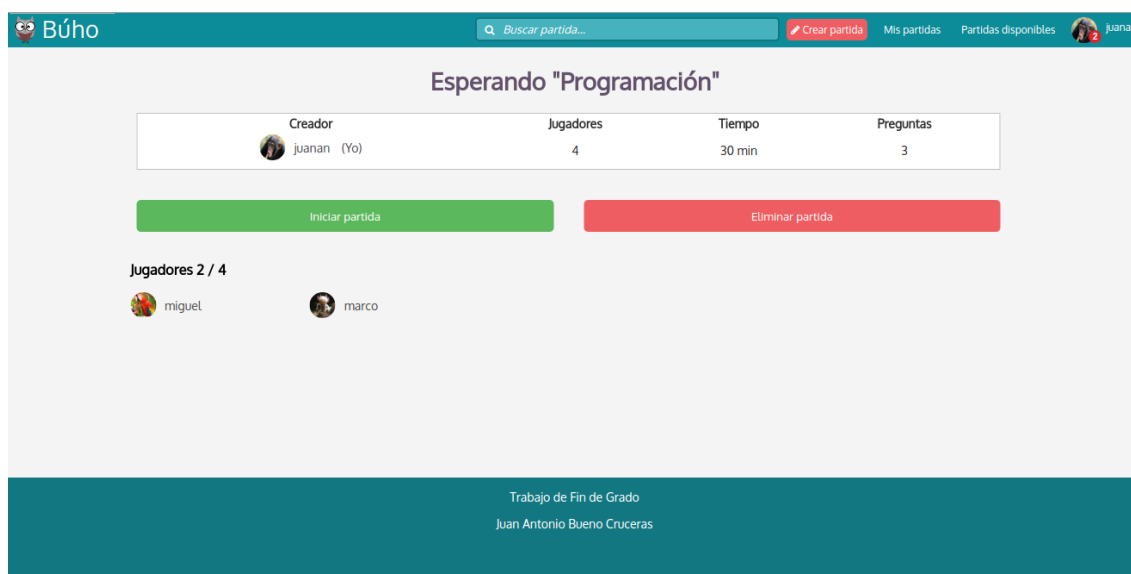 Búho
Buscar partida...
Crear partida
Mis partidas
Partidas disponibles
2
juana
Esperando "Programación"
Creador Jugadores Tiempo Preguntas
juanan (Yo) 4 30 min 3
Iniciar partida Eliminar partida
Jugadores 2 / 4
miguel marco
Trabajo de Fin de Grado
Juan Antonio Bueno Cruceras